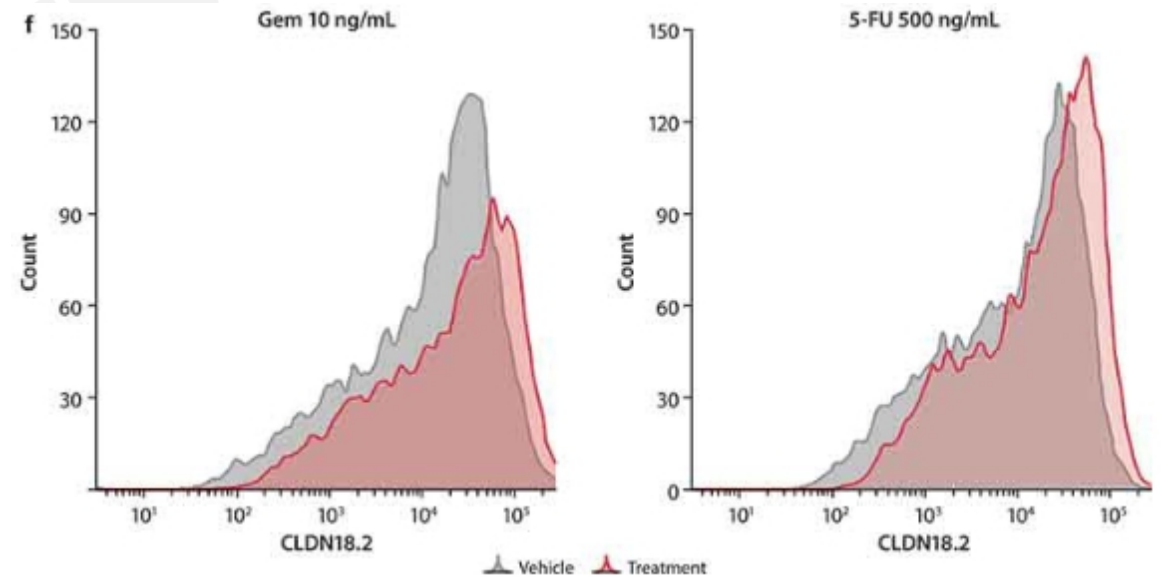 f
Gem 10 ng/mL
150
120
90
60
30
Count
10¹ 10² 10³ 10⁴ 10⁵
CLDN18.2
5-FU 500 ng/mL
150
120
90
60
30
0
Count
10¹ 10² 10³ 10⁴ 10⁵
CLDN18.2
Vehicle Treatment